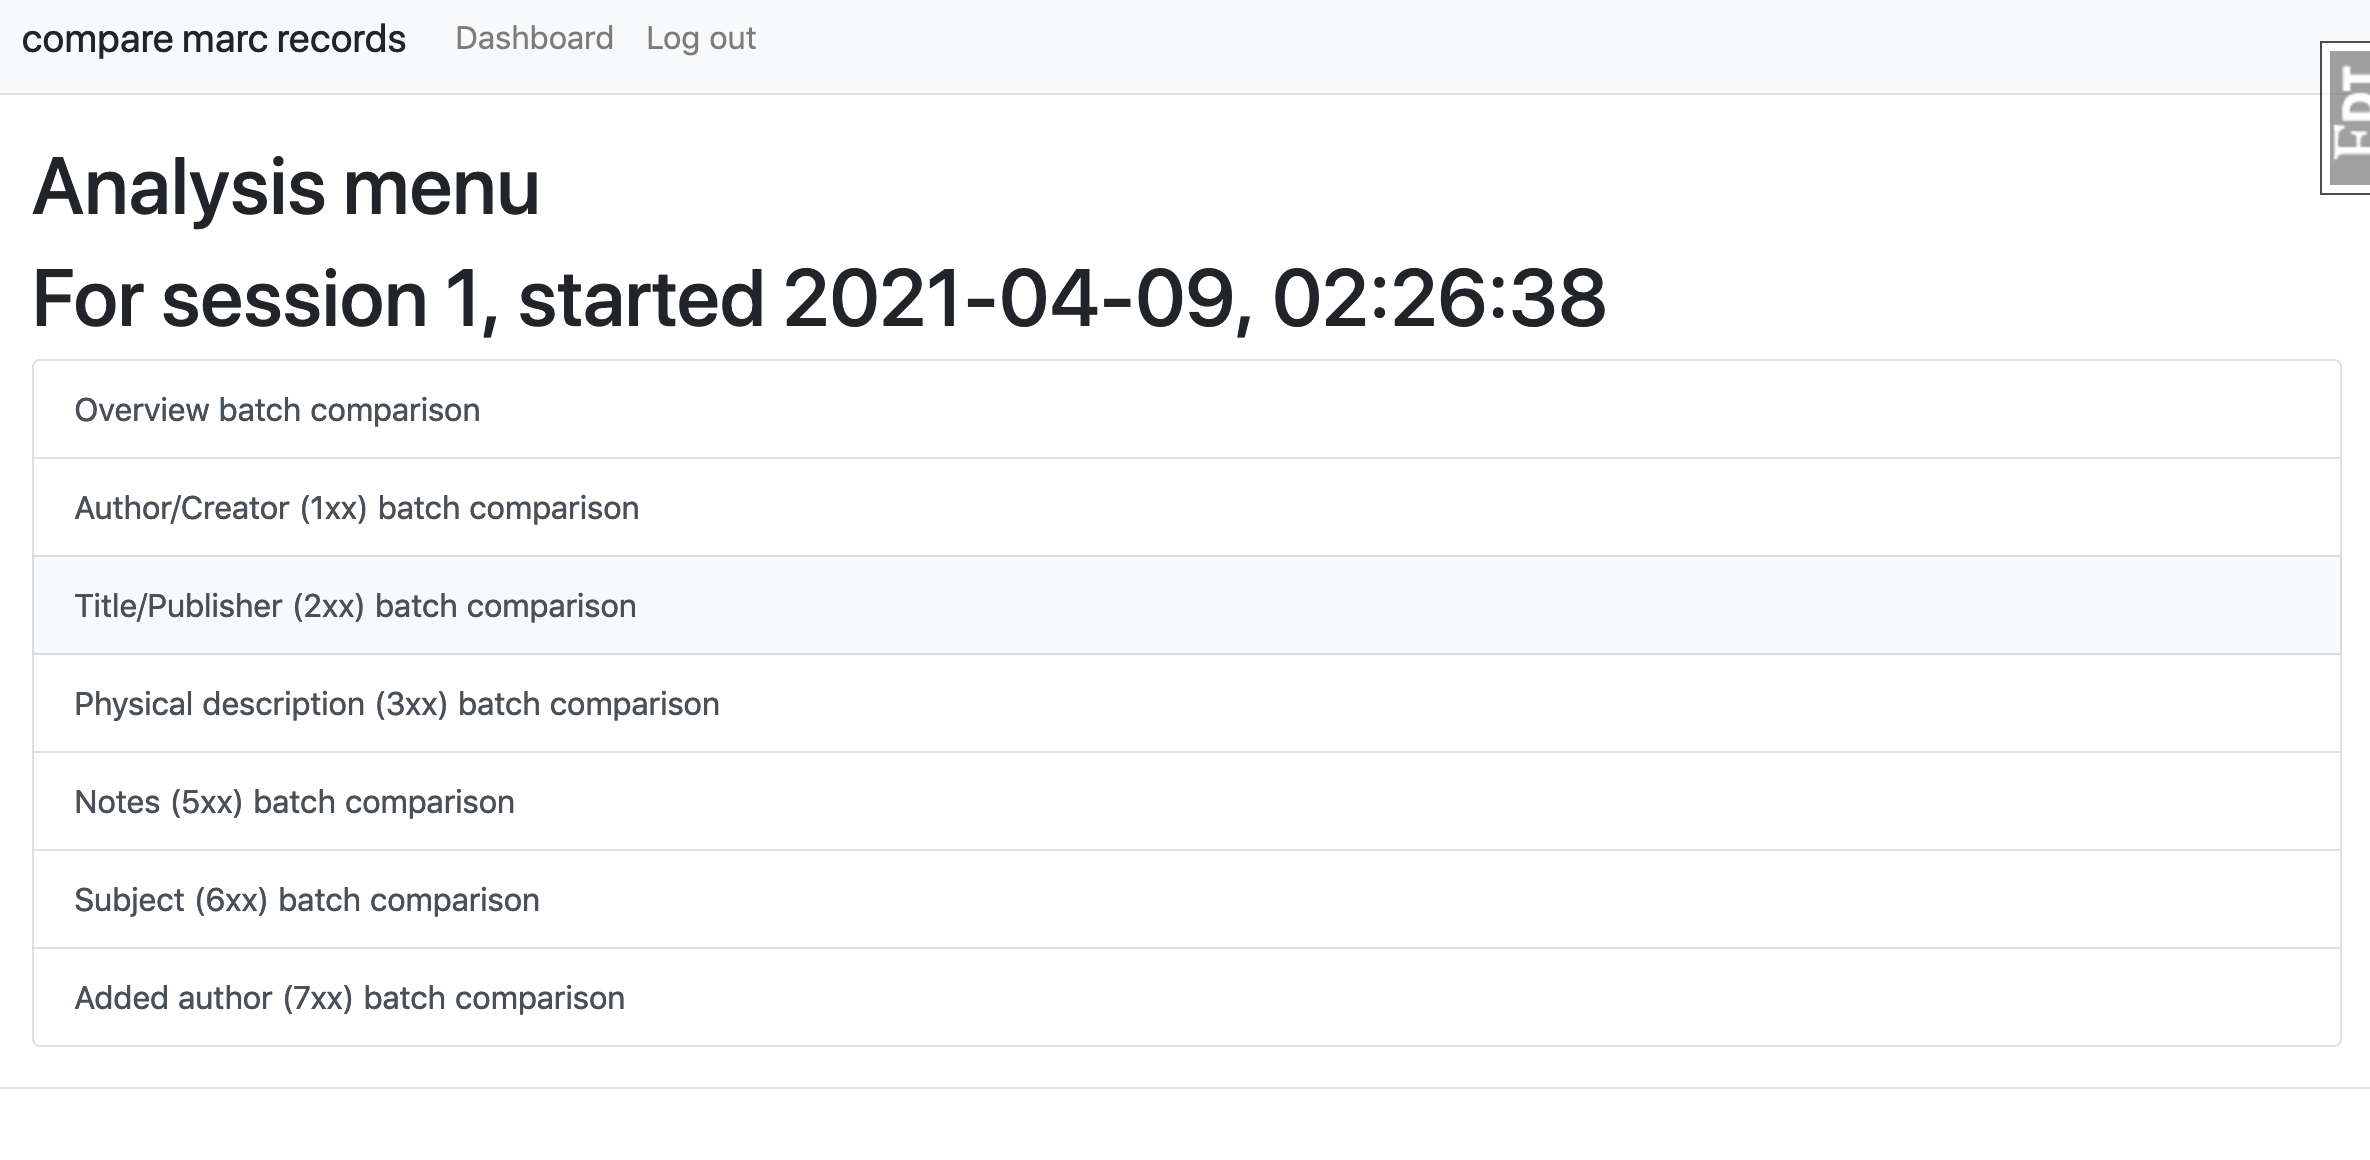 compare marc records Dashboard Log out
Analysis menu
For session 1, started 2021-04-09, 02:26:38
Overview batch comparison
Author/Creator (1xx) batch comparison
Title/Publisher (2xx) batch comparison
Physical description (3xx) batch comparison
Notes (5xx) batch comparison
Subject (6xx) batch comparison
Added author (7xx) batch comparison